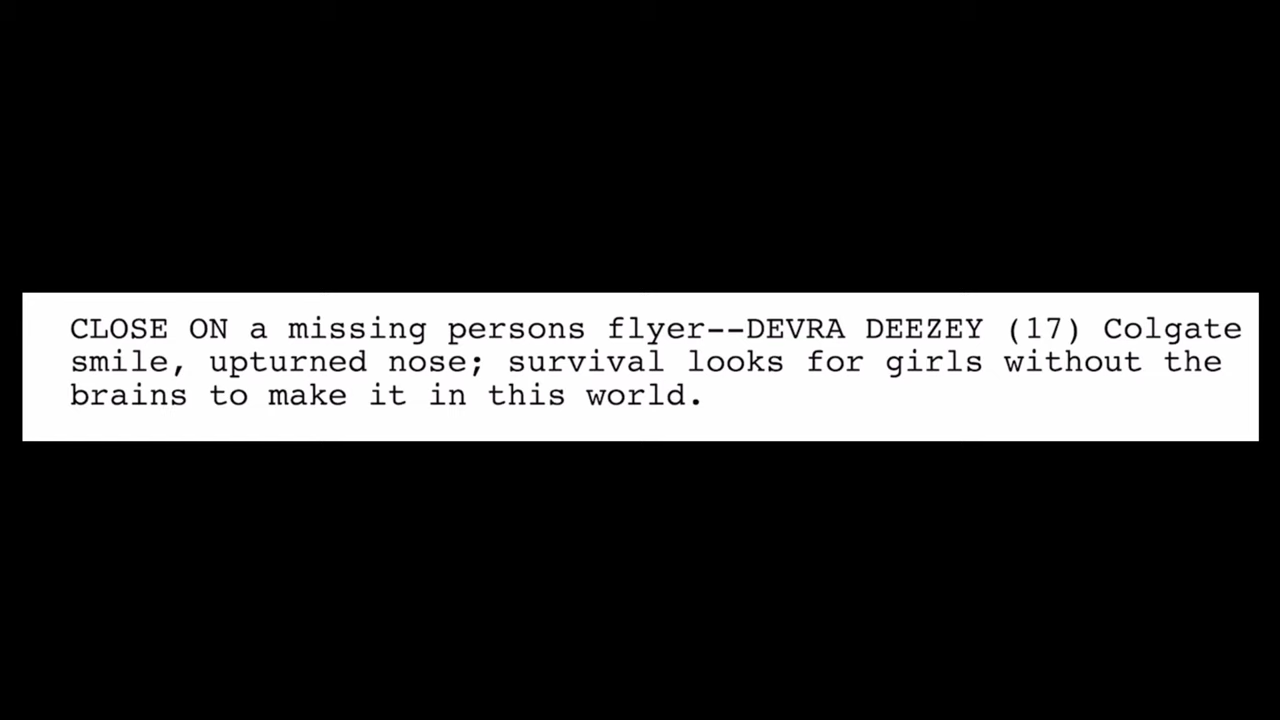 CLOSE ON a missing persons flyer--DEVRA DEEZEY (17) Colgate
smile, upturned nose; survival looks for girls without the
brains to make it in this world.